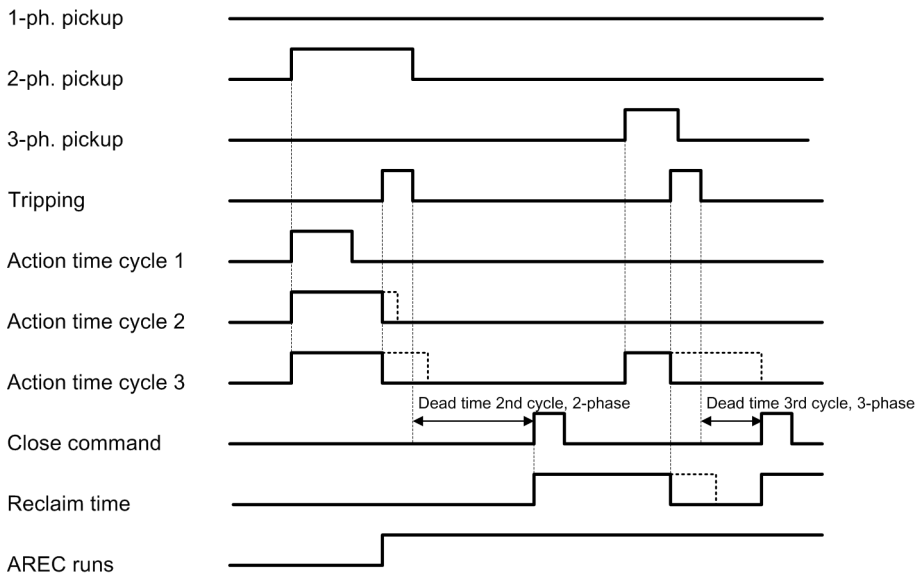 1-ph. pickup
2-ph. pickup
3-ph. pickup
Tripping
Action time cycle 1
Action time cycle 2
Action time cycle 3
Dead time 2nd cycle, 2-phase
Dead time 3rd cycle, 3-phase
Close command
Reclaim time
AREC runs